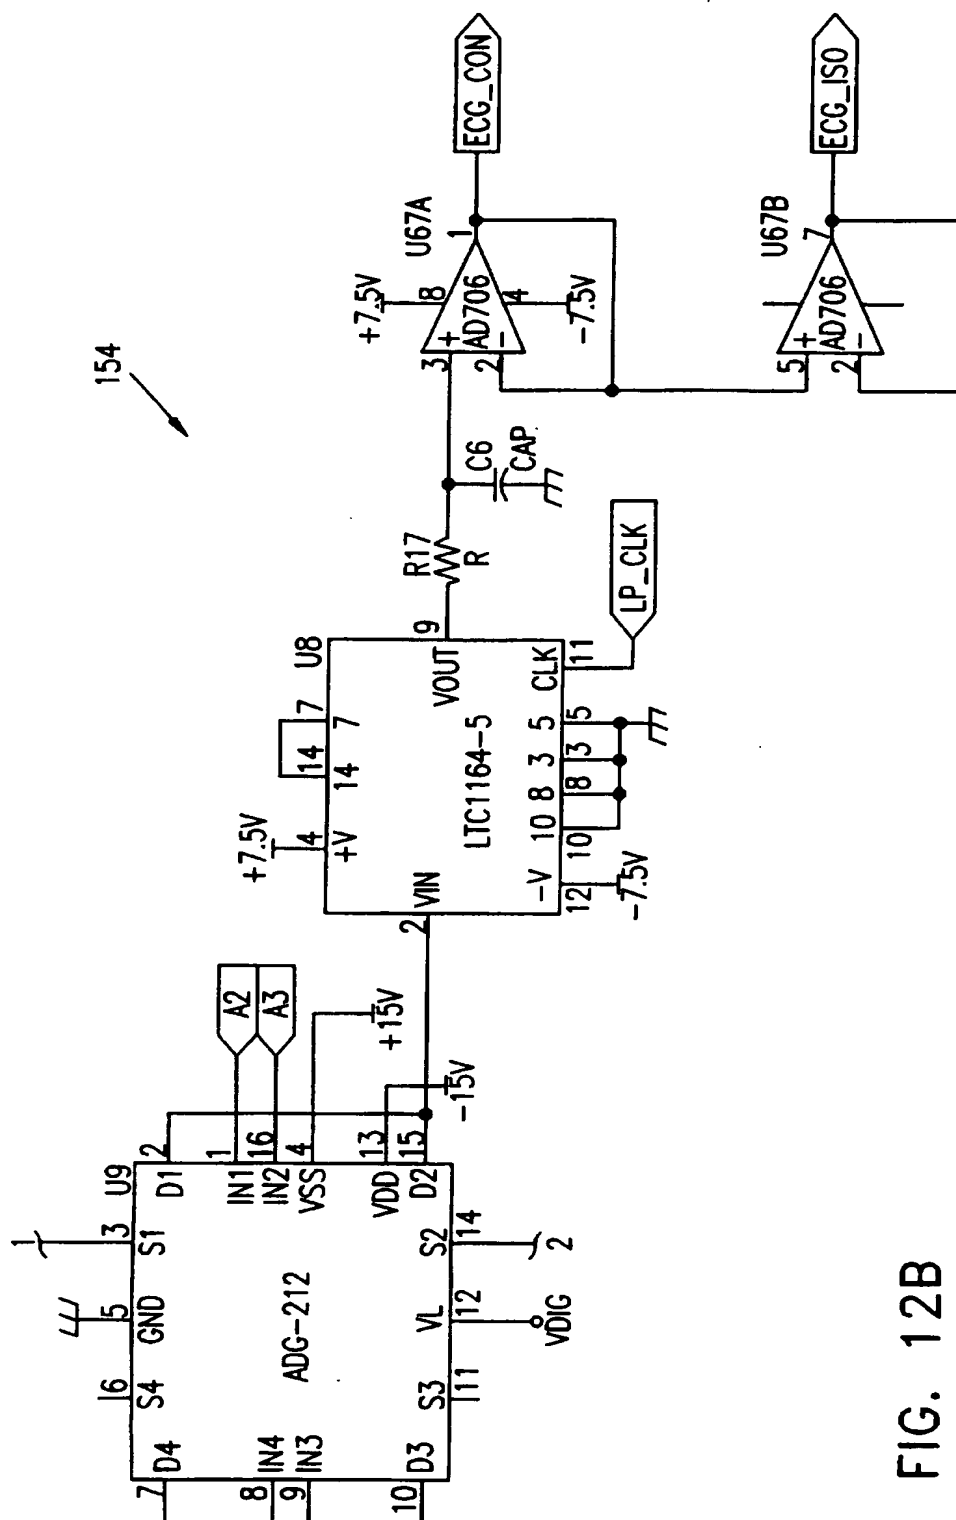 154
1
3
S1
5
GND
6
S4
7
D4
8
IN4
9
IN3
10
D3
U9
2
D1
1
IN1
16
IN2
4
VSS
13
VDD
15
D2
ADG-212
14
S2
2
12
VL
VDIG
11
S3
A2
A3
+15V
-15V
U8
+7.5V
4
+V
14
14
7
7
2
VIN
LTC1164-5
9
VOUT
-V
12
-7.5V
10
10
8
8
3
3
5
5
CLK
11
LP_CLK
R17
R
C6
CAP
U67A
+7.5V
8
3
+
AD706
2
-
4
-7.5V
1
ECG_CON
U67B
5
+
AD706
2
-
7
ECG_ISO
FIG. 12B